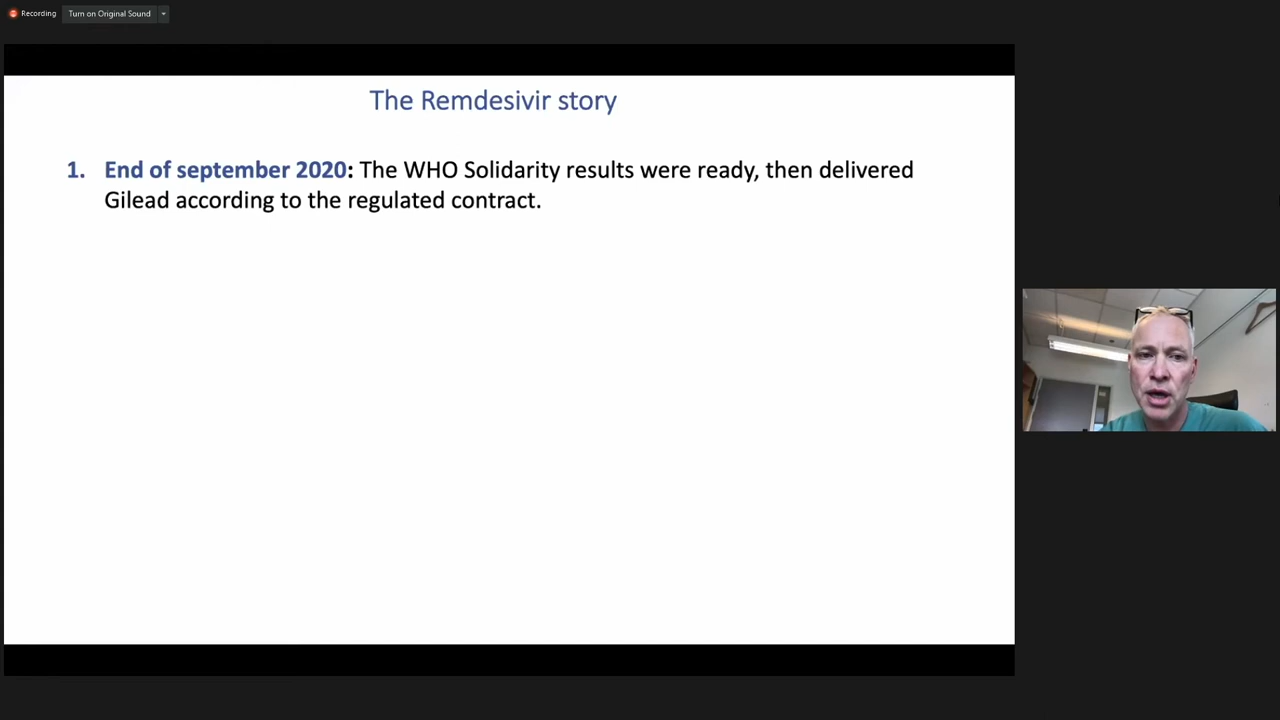 Recording
Turn on Original Sound
The Remdesivir story
1. End of september 2020: The WHO Solidarity results were ready, then delivered
Gilead according to the regulated contract.